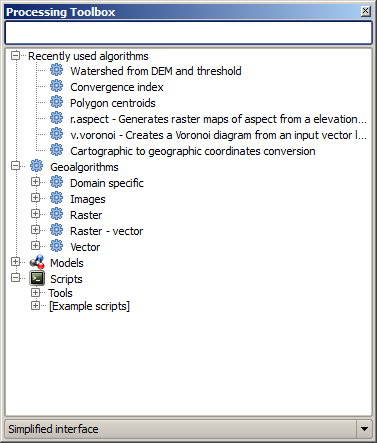 Processing Toolbox
Recently used algorithms
Watershed from DEM and threshold
Convergence index
Polygon centroids
r.aspect - Generates raster maps of aspect from a elevation...
v.voronoi - Creates a Voronoi diagram from an input vector l...
Cartographic to geographic coordinates conversion
Geoalgorithms
Domain specific
Images
Raster
Raster - vector
Vector
Models
Scripts
Tools
[Example scripts]
Simplified interface